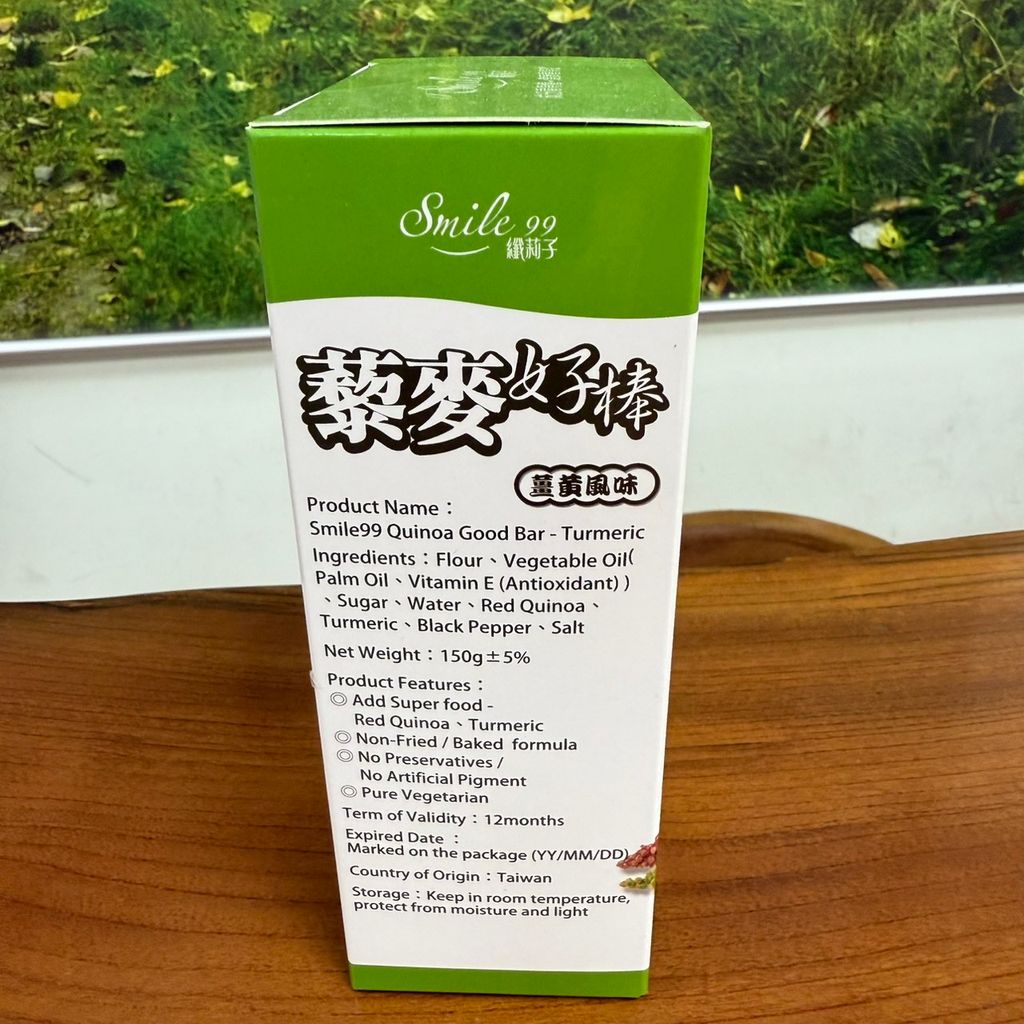 Smile 99
纖莉子
藜麥好棒
薑黃風味
Product Name：
Smile99 Quinoa Good Bar - Turmeric
Ingredients：Flour、Vegetable Oil(
Palm Oil、Vitamin E (Antioxidant) )
、Sugar、Water、Red Quinoa、
Turmeric、Black Pepper、Salt
Net Weight：150g±5%
Product Features：
◎ Add Super food -
Red Quinoa、Turmeric
◎ Non-Fried / Baked formula
◎ No Preservatives /
No Artificial Pigment
◎ Pure Vegetarian
Term of Validity：12months
Expired Date ：
Marked on the package (YY/MM/DD)
Country of Origin：Taiwan
Storage：Keep in room temperature,
protect from moisture and light